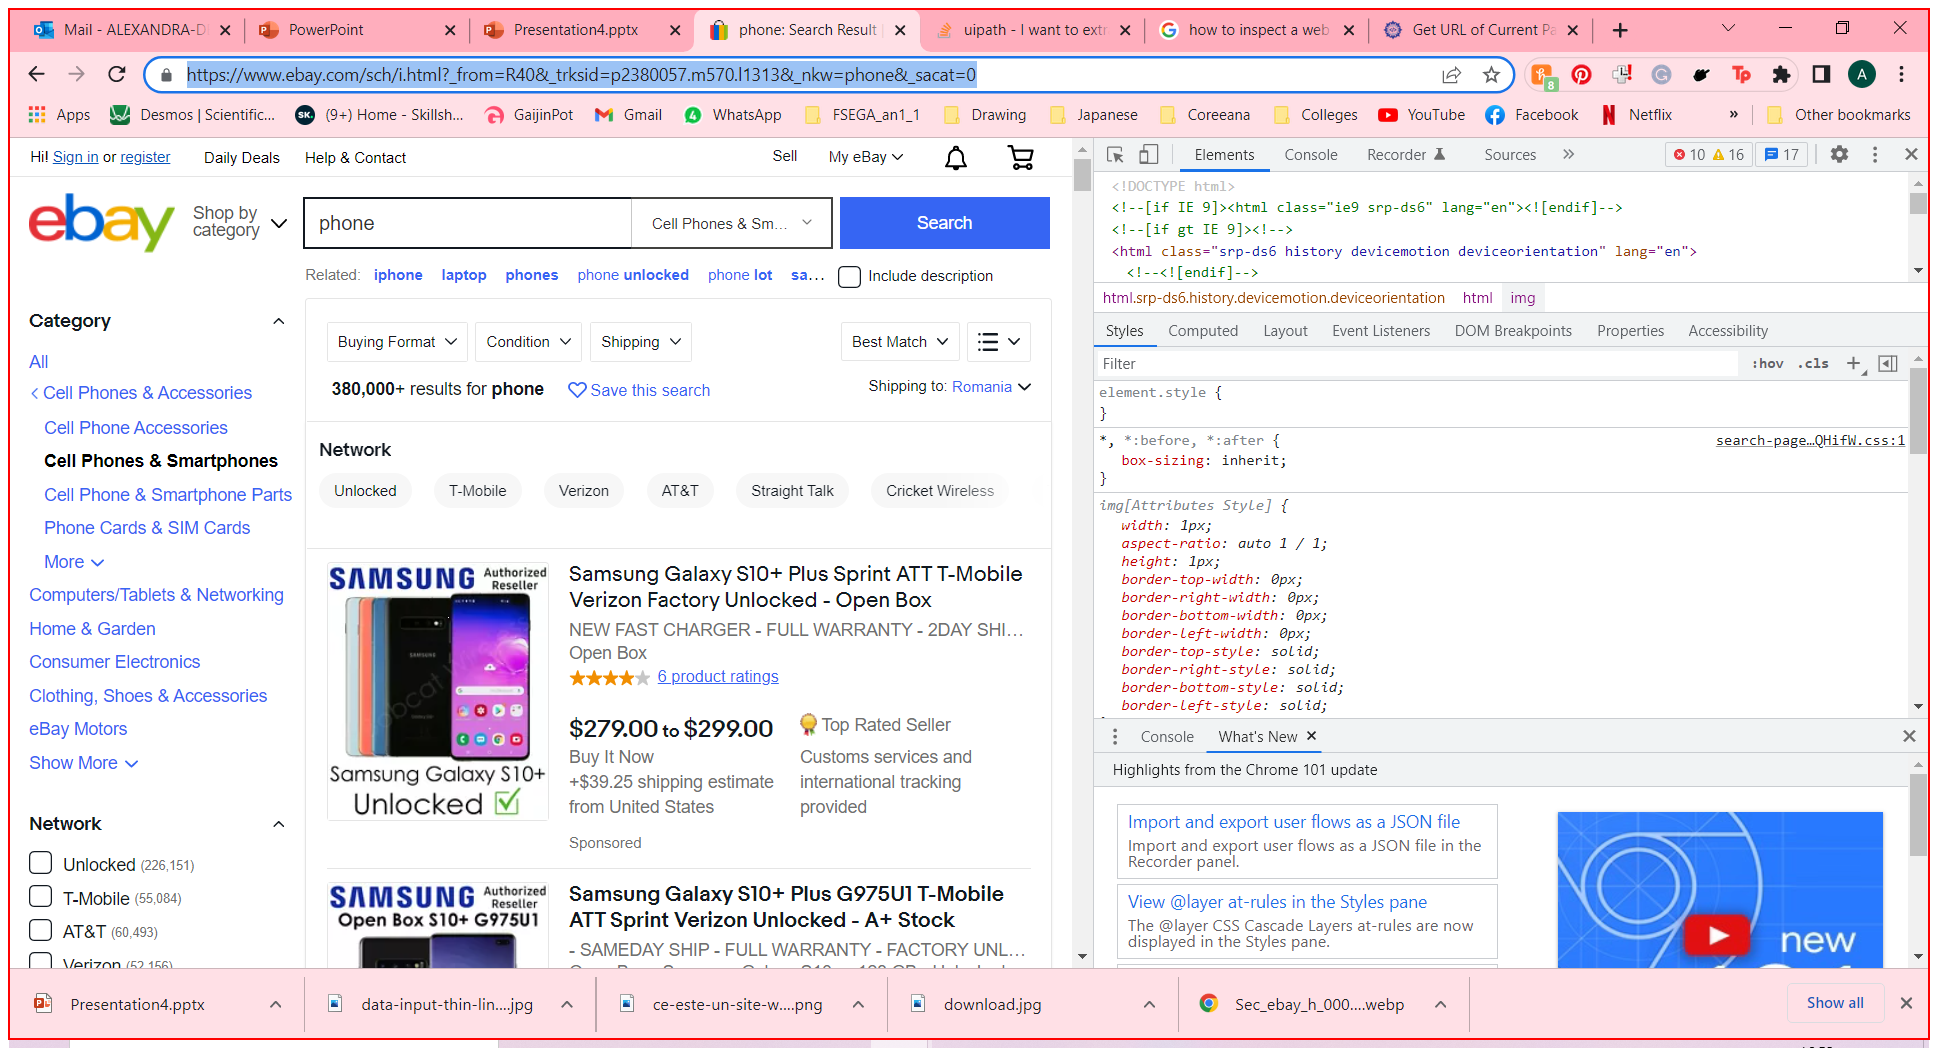 Mail - ALEXANDRA-D
PowerPoint
Presentation4.pptx
phone: Search Result
uipath - I want to extr
how to inspect a web
Get URL of Current Pa
https://www.ebay.com/sch/i.html?_from=R40&_trksid=p2380057.m570.l1313&_nkw=phone&_sacat=0
8
Tp
A
Apps
Desmos | Scientific...
SK.
(9+) Home - Skillsh...
GaijinPot
Gmail
4
WhatsApp
FSEGA_an1_1
Drawing
Japanese
Coreeana
Colleges
YouTube
Facebook
Netflix
»
Other bookmarks
Hi! Sign in or register
Daily Deals
Help & Contact
Sell
My eBay
ebay
Shop by
category
phone
Cell Phones & Sm...
Search
Related: iphone laptop phones phone unlocked phone lot sa...
Include description
Category
All
Cell Phones & Accessories
Cell Phone Accessories
Cell Phones & Smartphones
Cell Phone & Smartphone Parts
Phone Cards & SIM Cards
More
Computers/Tablets & Networking
Home & Garden
Consumer Electronics
Clothing, Shoes & Accessories
eBay Motors
Show More
Network
Unlocked (226,151)
T-Mobile (55,084)
AT&T (60,493)
Verizon (52,156)
Buying Format
Condition
Shipping
Best Match
380,000+ results for phone
Save this search
Shipping to: Romania
Network
Unlocked
T-Mobile
Verizon
AT&T
Straight Talk
Cricket Wireless
SAMSUNG Authorized
Reseller
SAMSUNG
Samsung Galaxy S10+
Unlocked
Samsung Galaxy S10+ Plus Sprint ATT T-Mobile
Verizon Factory Unlocked - Open Box
NEW FAST CHARGER - FULL WARRANTY - 2DAY SHI...
Open Box
6 product ratings
$279.00 to $299.00
Buy It Now
+$39.25 shipping estimate
from United States
Top Rated Seller
Customs services and
international tracking
provided
Sponsored
SAMSUNG Authorized
Reseller
Open Box S10+ G975U1
Samsung Galaxy S10+ Plus G975U1 T-Mobile
ATT Sprint Verizon Unlocked - A+ Stock
- SAMEDAY SHIP - FULL WARRANTY - FACTORY UNL...
Elements
Console
Recorder
Sources
»
10
16
17
<!DOCTYPE html>
<!--[if IE 9]><html class="ie9 srp-ds6" lang="en"><![endif]-->
<!--[if gt IE 9]><!-->
<html class="srp-ds6 history devicemotion deviceorientation" lang="en">
<!--<![endif]-->
html.srp-ds6.history.devicemotion.deviceorientation html img
Styles
Computed
Layout
Event Listeners
DOM Breakpoints
Properties
Accessibility
Filter
:hov .cls +
element.style {
}
*, *:before, *:after {
search-page…QHifW.css:1
box-sizing: inherit;
}
img[Attributes Style] {
width: 1px;
aspect-ratio: auto 1 / 1;
height: 1px;
border-top-width: 0px;
border-right-width: 0px;
border-bottom-width: 0px;
border-left-width: 0px;
border-top-style: solid;
border-right-style: solid;
border-bottom-style: solid;
border-left-style: solid;
Console
What's New
Highlights from the Chrome 101 update
Import and export user flows as a JSON file
Import and export user flows as a JSON file in the
Recorder panel.
View @layer at-rules in the Styles pane
The @layer CSS Cascade Layers at-rules are now
displayed in the Styles pane.
new
Presentation4.pptx
data-input-thin-lin....jpg
ce-este-un-site-w....png
download.jpg
Sec_ebay_h_000....webp
Show all